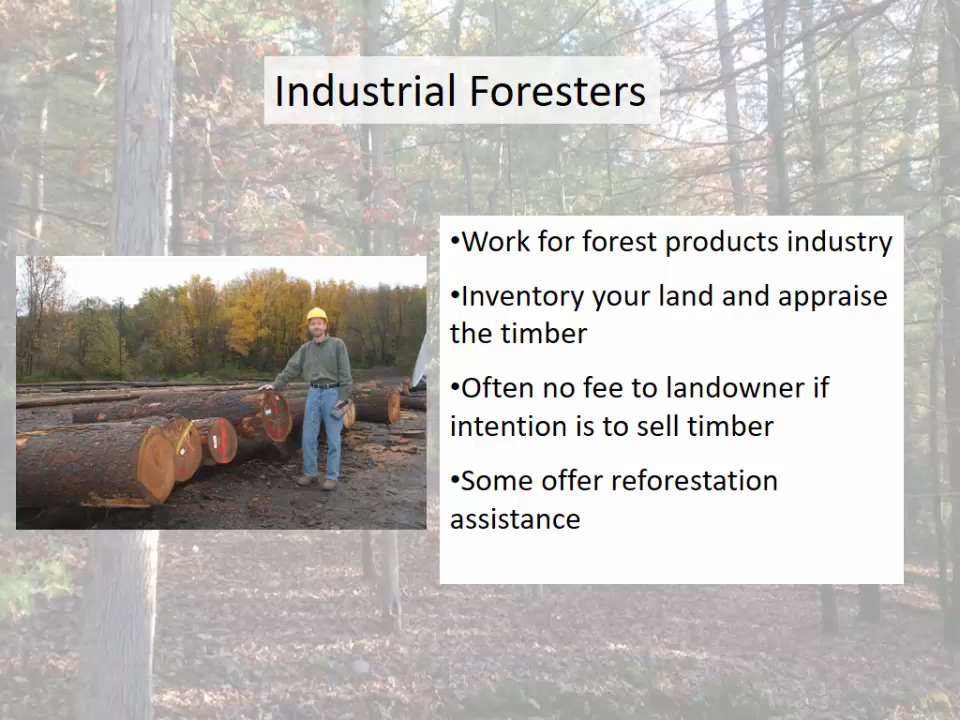 Industrial Foresters
•Work for forest products industry
•Inventory your land and appraise
the timber
•Often no fee to landowner if
intention is to sell timber
•Some offer reforestation
assistance